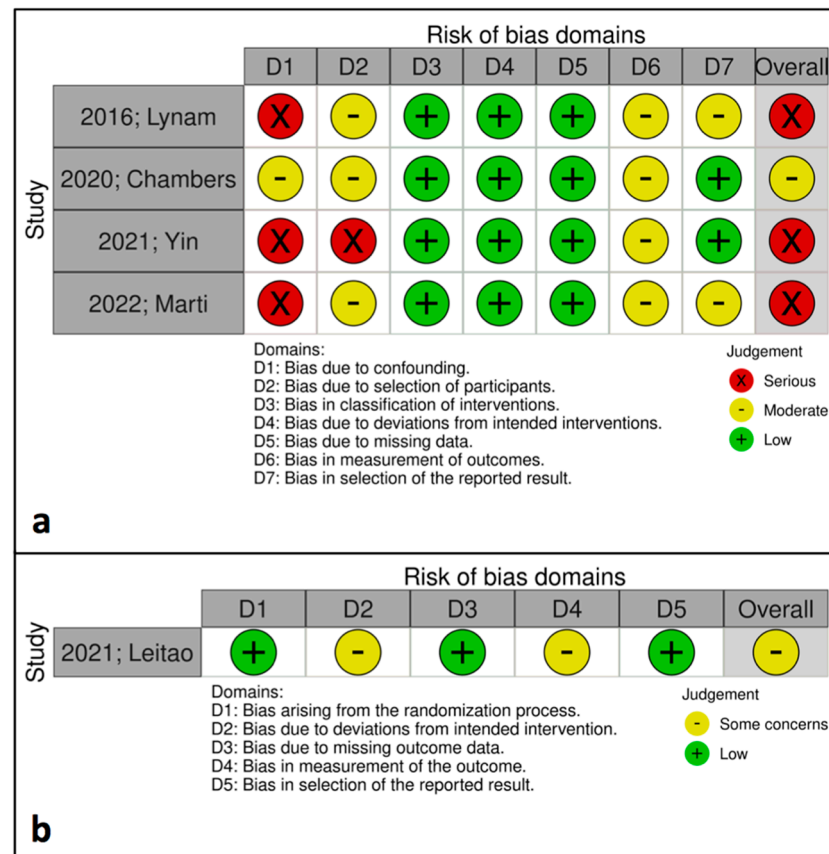 Risk of bias domains
D1 D2 D3 D4 D5 D6 D7 Overall
Study
2016; Lynam X - + + + - - X
2020; Chambers - - + + + - + -
2021; Yin X X + + + - + X
2022; Marti X - + + + - - X
Domains:
D1: Bias due to confounding.
D2: Bias due to selection of participants.
D3: Bias in classification of interventions.
D4: Bias due to deviations from intended interventions.
D5: Bias due to missing data.
D6: Bias in measurement of outcomes.
D7: Bias in selection of the reported result.
Judgement
X Serious
- Moderate
+ Low
a
Risk of bias domains
D1 D2 D3 D4 D5 Overall
Study
2021; Leitao + - + - + -
Domains:
D1: Bias arising from the randomization process.
D2: Bias due to deviations from intended intervention.
D3: Bias due to missing outcome data.
D4: Bias in measurement of the outcome.
D5: Bias in selection of the reported result.
Judgement
- Some concerns
+ Low
b